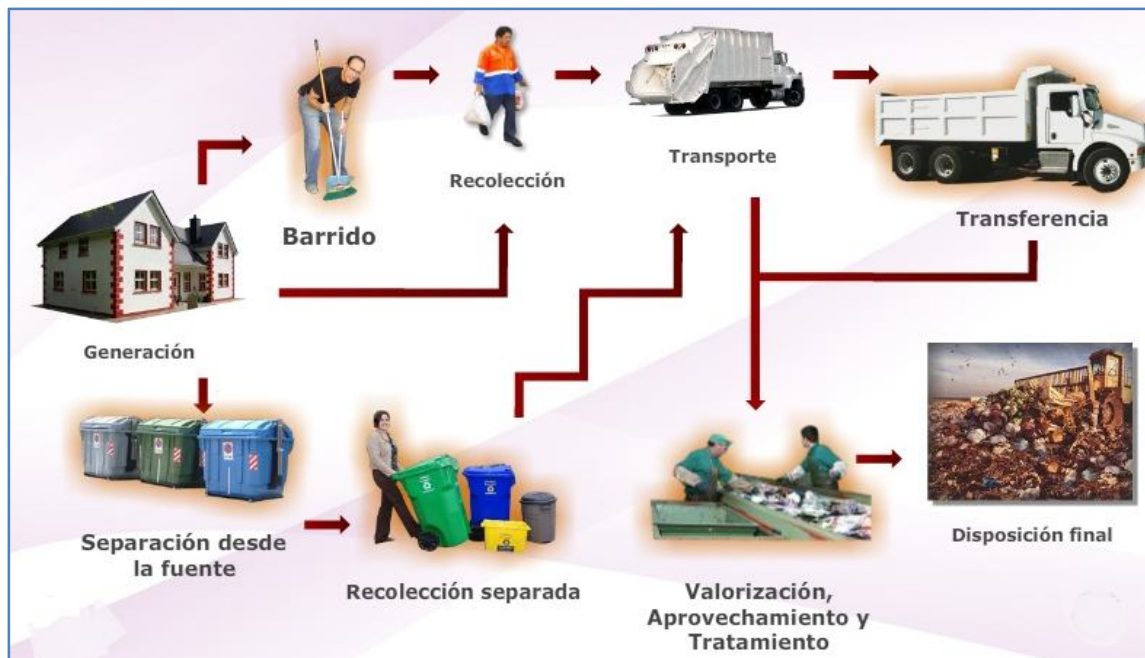 Barrido
Recolección
Transporte
Transferencia
Generación
Separación desde
la fuente
Recolección separada
Valorización,
Aprovechamiento y
Tratamiento
Disposición final